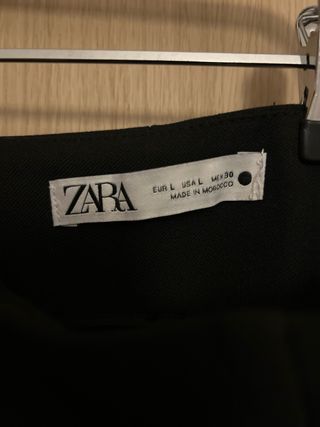 ZARA
EUR L USA L MEX 30
MADE IN MOROCCO